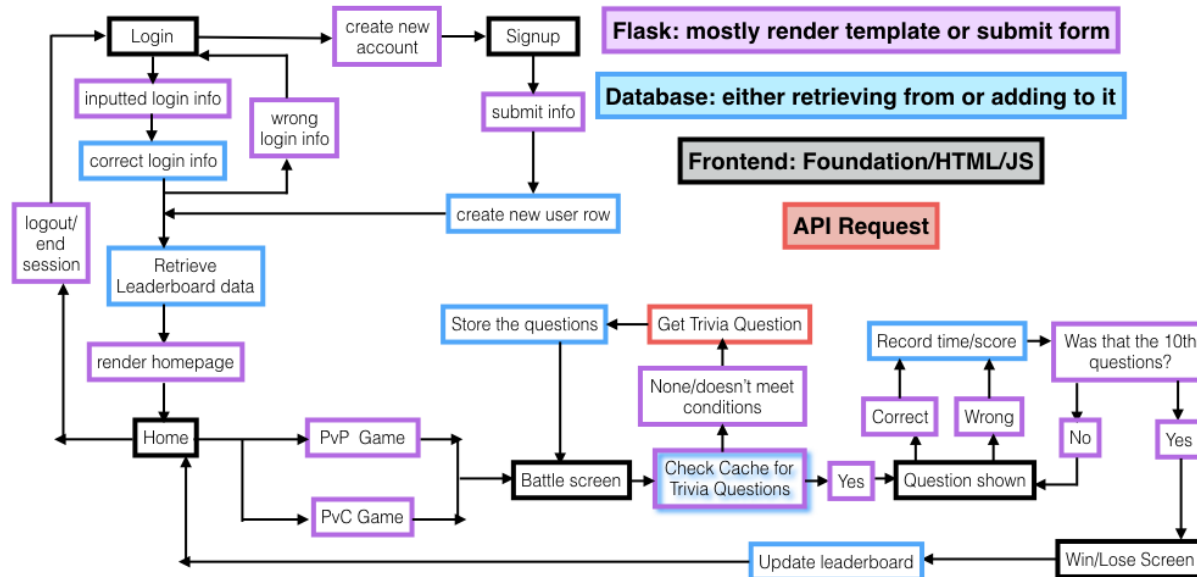 Login
create new
account
Signup
Flask: mostly render template or submit form
inputted login info
wrong
login info
submit info
Database: either retrieving from or adding to it
correct login info
Frontend: Foundation/HTML/JS
logout/
end
session
create new user row
API Request
Retrieve
Leaderboard data
Store the questions
Get Trivia Question
Record time/score
Was that the 10th
questions?
render homepage
None/doesn't meet
conditions
Correct
Wrong
No
Yes
Home
PvP Game
Battle screen
Check Cache for
Trivia Questions
Yes
Question shown
PvC Game
Update leaderboard
Win/Lose Screen